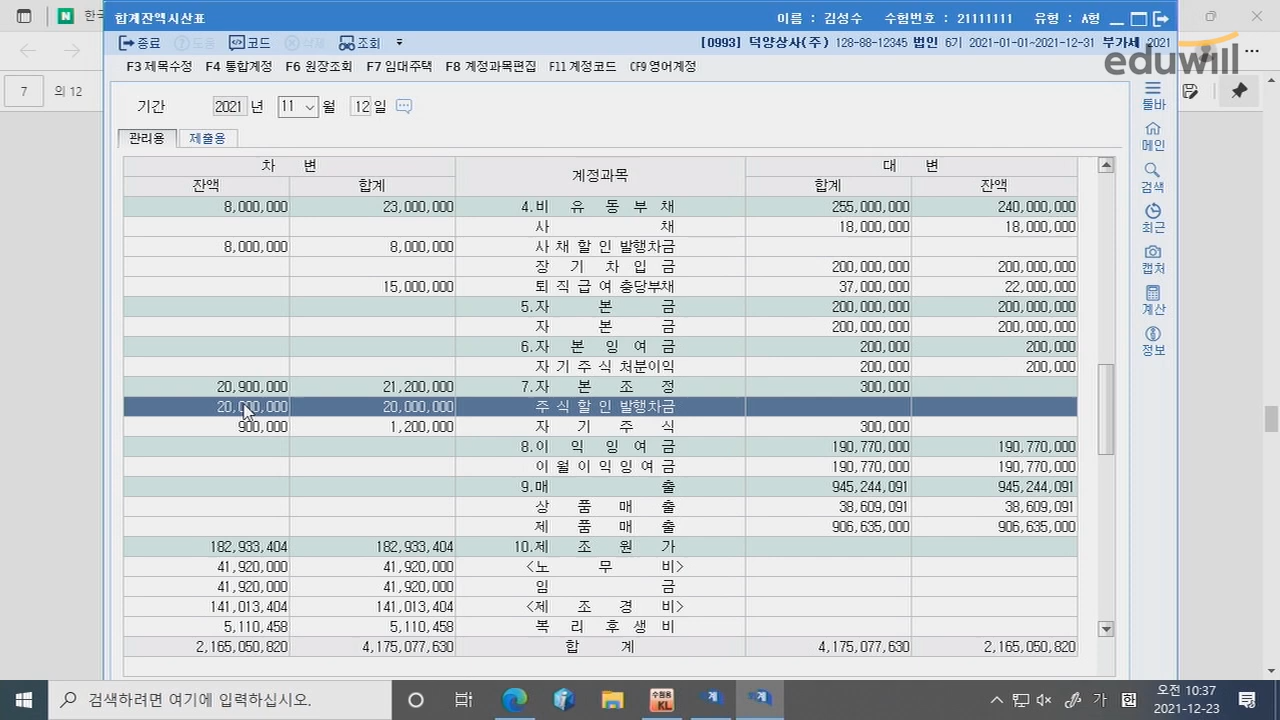 한국
합계잔액시산표 이름 : 김성수 수험번호 : 21111111 유형 : A형
종료 도움 코드 삭제 조회 [0993] 덕양상사(주) 128-88-12345 법인 6기 2021-01-01~2021-12-31 부가세 2021
eduwill
F3 제목수정 F4 통합계정 F6 원장조회 F7 임대주택 F8 계정과목편집 F11 계정코드 CF9 영어계정
7 의 12
기간 2021 년 11 월 12 일
관리용 제출용
차 변 계정과목 대 변
잔액 합계 합계 잔액
8,000,000 23,000,000 4.비 유 동 부 채 255,000,000 240,000,000
사 채 18,000,000 18,000,000
8,000,000 8,000,000 사 채 할 인 발행차금
장 기 차 입 금 200,000,000 200,000,000
15,000,000 퇴 직 급 여 충당부채 37,000,000 22,000,000
5.자 본 금 200,000,000 200,000,000
자 본 금 200,000,000 200,000,000
6.자 본 잉 여 금 200,000 200,000
자 기 주 식 처분이익 200,000 200,000
20,900,000 21,200,000 7.자 본 조 정 300,000
20,000,000 20,000,000 주 식 할 인 발행차금
900,000 1,200,000 자 기 주 식 300,000
8.이 익 잉 여 금 190,770,000 190,770,000
이 월 이 익 잉 여 금 190,770,000 190,770,000
9.매 출 945,244,091 945,244,091
상 품 매 출 38,609,091 38,609,091
제 품 매 출 906,635,000 906,635,000
182,933,404 182,933,404 10.제 조 원 가
41,920,000 41,920,000 <노 무 비>
41,920,000 41,920,000 임 금
141,013,404 141,013,404 <제 조 경 비>
5,110,458 5,110,458 복 리 후 생 비
2,165,050,820 4,175,077,630 합 계 4,175,077,630 2,165,050,820
툴바
메인
검색
최근
캡처
계산
정보
검색하려면 여기에 입력하십시오.
수험용
KL
가 한 오전 10:37
2021-12-23